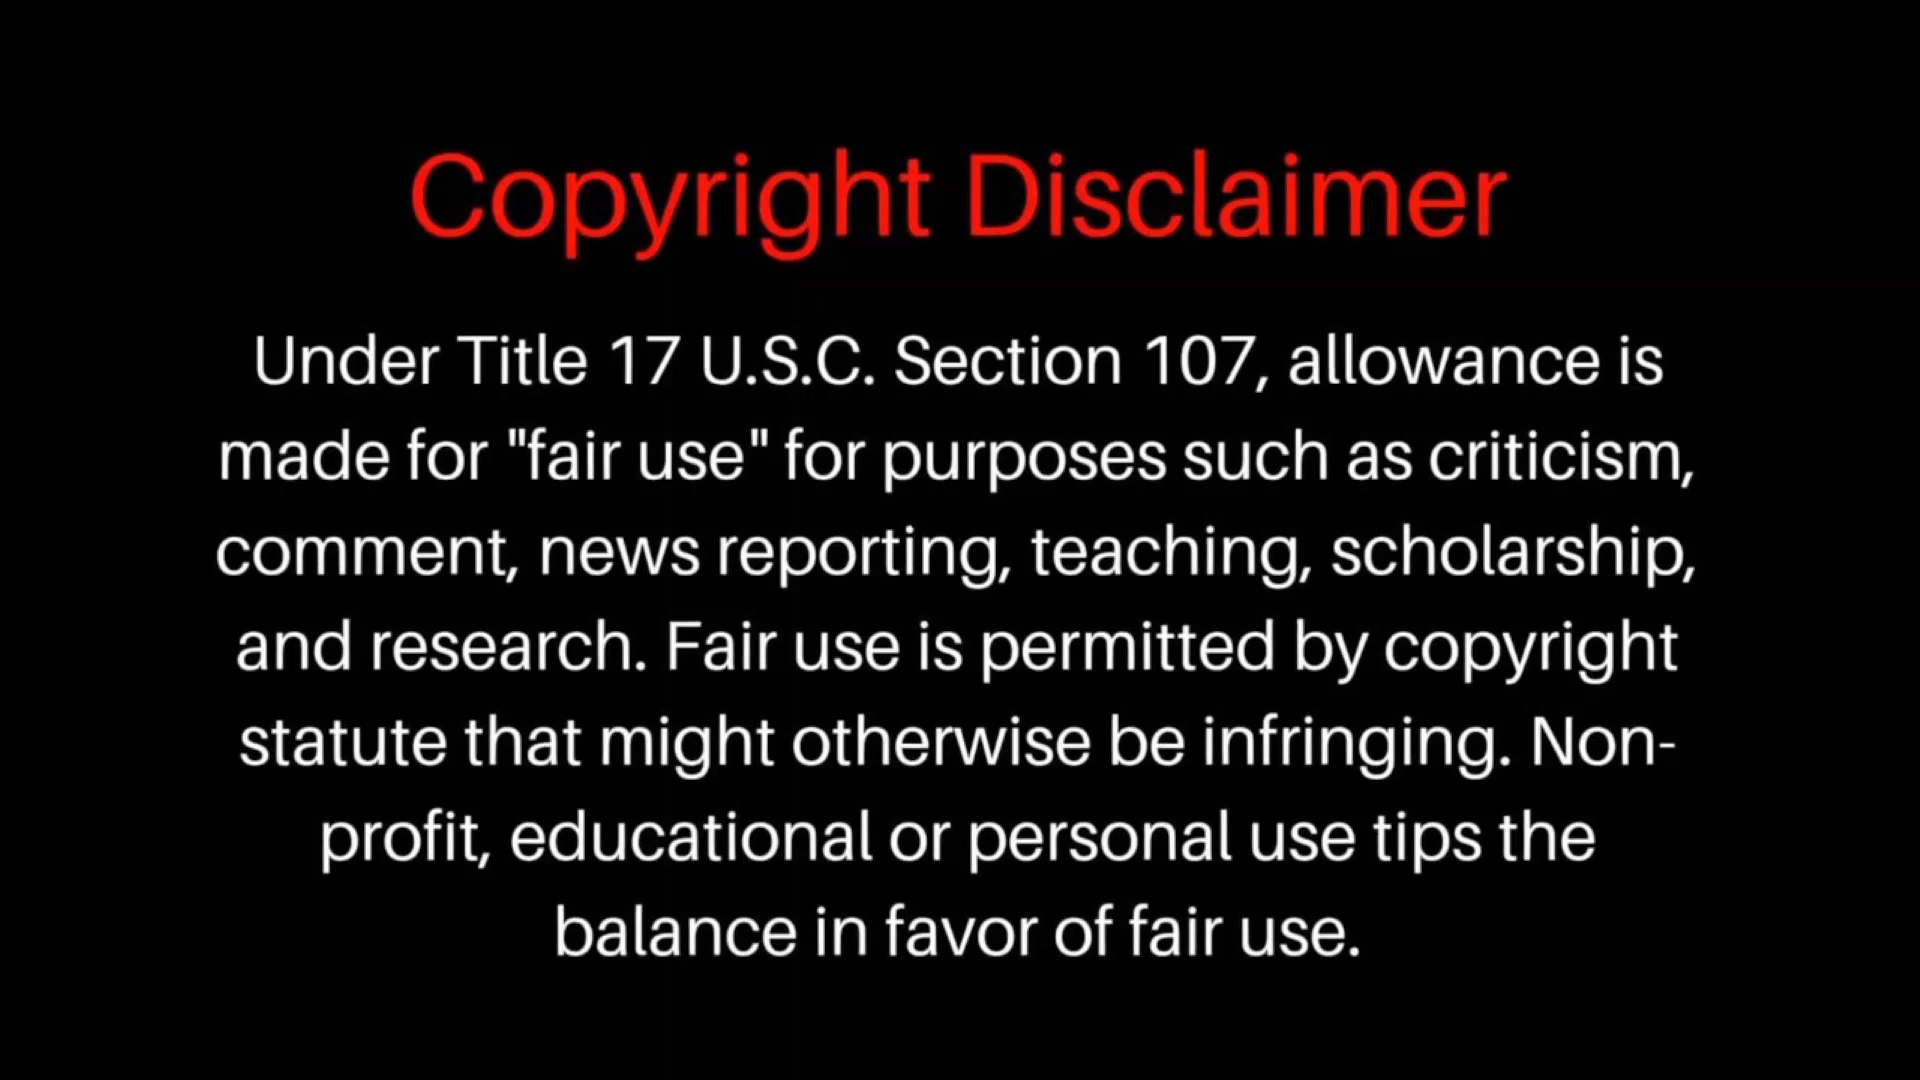 Copyright Disclaimer
Under Title 17 U.S.C. Section 107, allowance is
made for "fair use" for purposes such as criticism,
comment, news reporting, teaching, scholarship,
and research. Fair use is permitted by copyright
statute that might otherwise be infringing. Non-
profit, educational or personal use tips the
balance in favor of fair use.